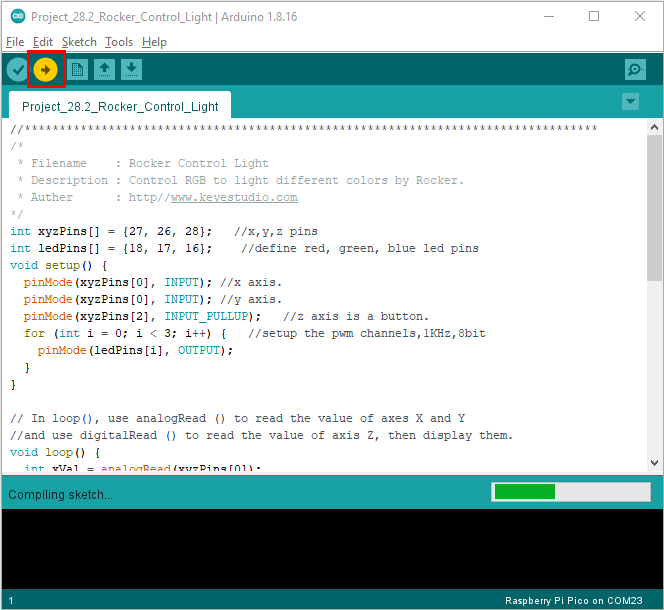 Project_28.2_Rocker_Control_Light | Arduino 1.8.16
File Edit Sketch Tools Help
Project_28.2_Rocker_Control_Light
//**********************************************************************************
/*
 * Filename    : Rocker Control Light
 * Description : Control RGB to light different colors by Rocker.
 * Auther      : http//www.keyestudio.com
*/
int xyzPins[] = {27, 26, 28};   //x,y,z pins
int ledPins[] = {18, 17, 16};    //define red, green, blue led pins
void setup() {
  pinMode(xyzPins[0], INPUT); //x axis.
  pinMode(xyzPins[0], INPUT); //y axis.
  pinMode(xyzPins[2], INPUT_PULLUP);   //z axis is a button.
  for (int i = 0; i < 3; i++) {   //setup the pwm channels,1KHz,8bit
    pinMode(ledPins[i], OUTPUT);
  }
}
// In loop(), use analogRead () to read the value of axes X and Y
//and use digitalRead () to read the value of axis Z, then display them.
void loop() {
  int xVal = analogRead(xyzPins[0]);
Compiling sketch...
1 Raspberry Pi Pico on COM23